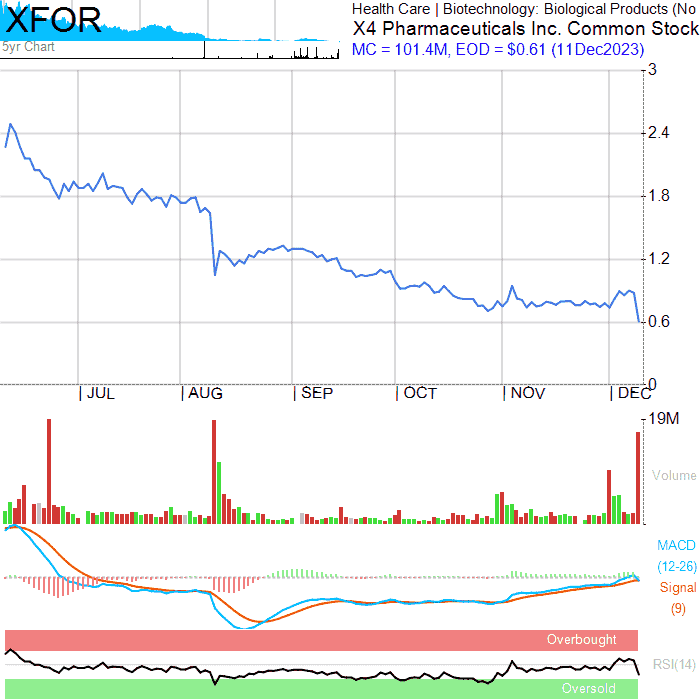 XFOR
5yr Chart
Health Care | Biotechnology: Biological Products (No
X4 Pharmaceuticals Inc. Common Stock
MC = 101.4M, EOD = $0.61 (11Dec2023)
3
2.4
1.8
1.2
0.6
0
| JUL | AUG | SEP | OCT | NOV | DEC
19M
Volume
MACD
(12-26)
Signal
(9)
Overbought
RSI(14)
Oversold